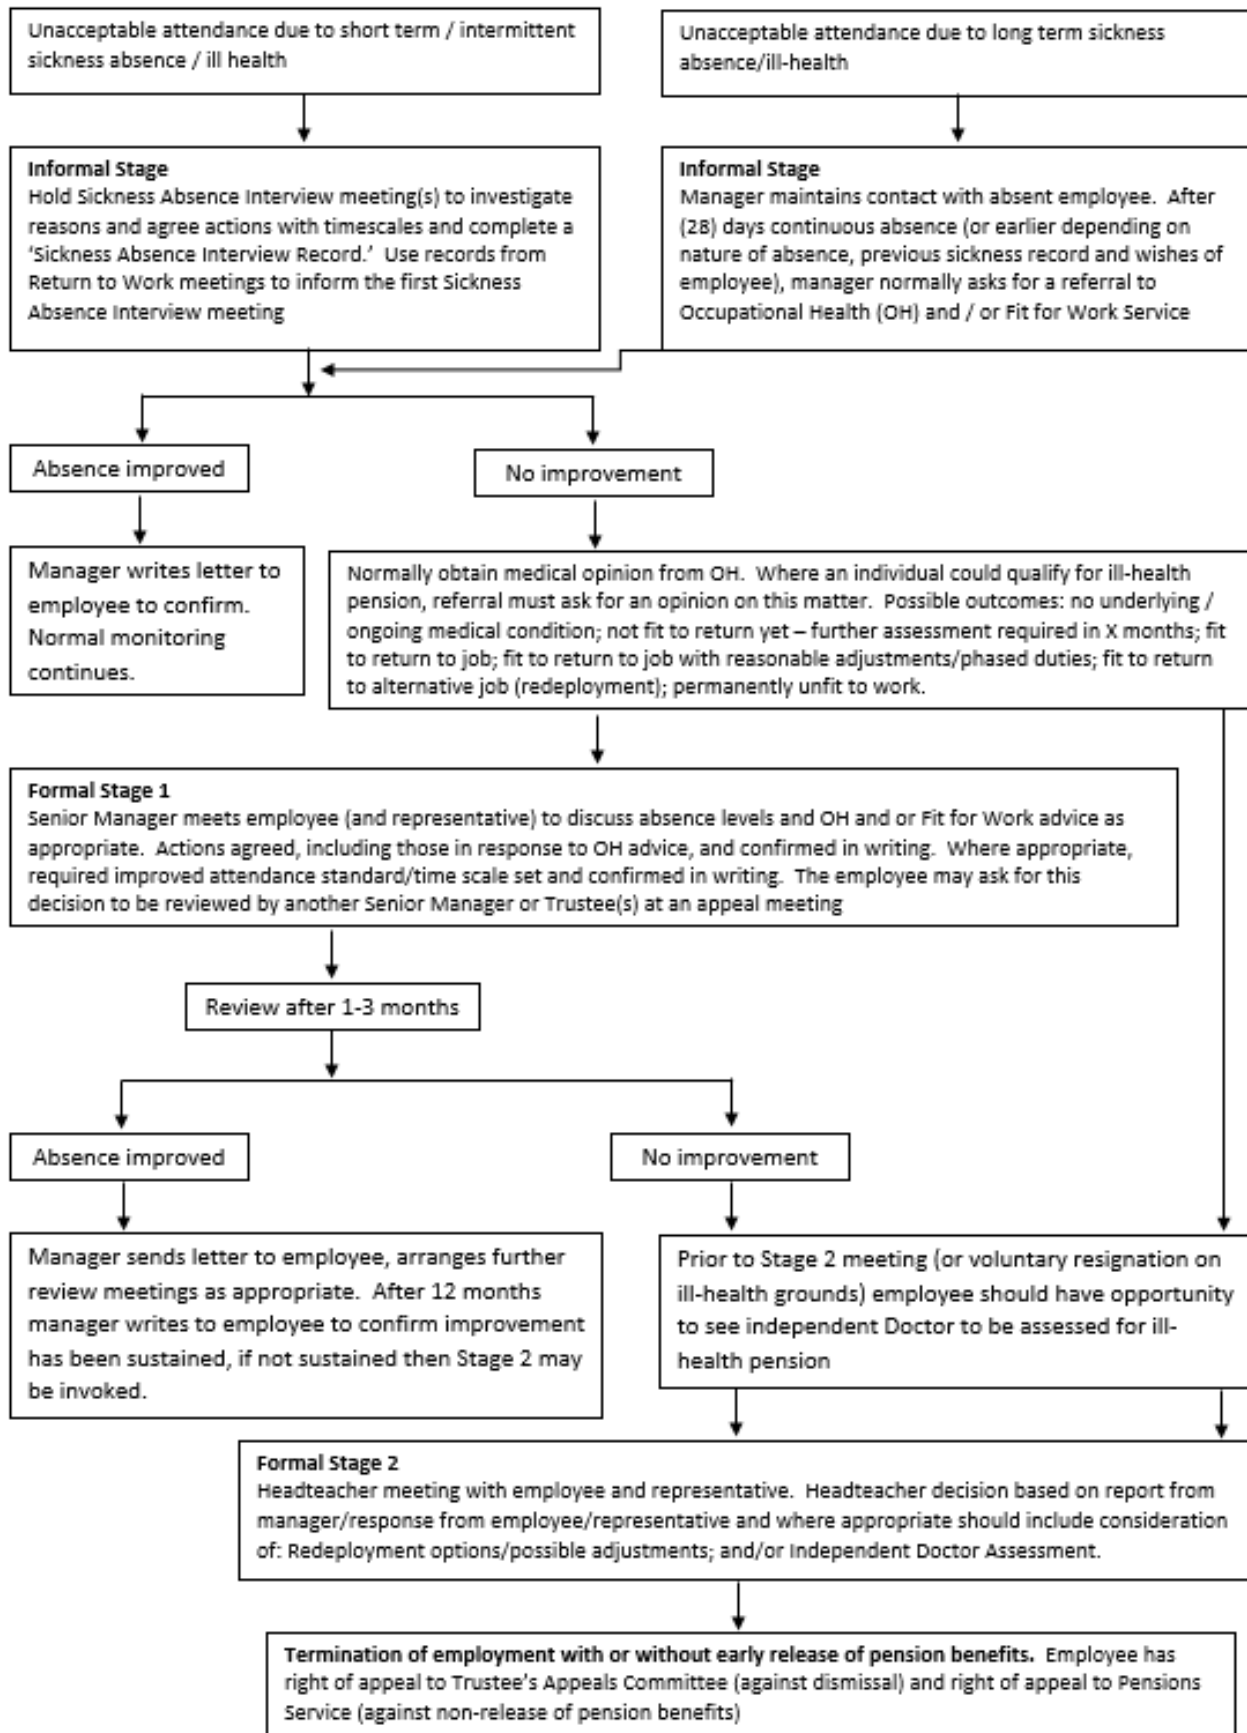 Unacceptable attendance due to short term / intermittent
sickness absence / ill health
Unacceptable attendance due to long term sickness
absence/ill-health
Informal Stage
Hold Sickness Absence Interview meeting(s) to investigate
reasons and agree actions with timescales and complete a
‘Sickness Absence Interview Record.’ Use records from
Return to Work meetings to inform the first Sickness
Absence Interview meeting
Informal Stage
Manager maintains contact with absent employee. After
(28) days continuous absence (or earlier depending on
nature of absence, previous sickness record and wishes of
employee), manager normally asks for a referral to
Occupational Health (OH) and / or Fit for Work Service
Absence improved
No improvement
Manager writes letter to
employee to confirm.
Normal monitoring
continues.
Normally obtain medical opinion from OH. Where an individual could qualify for ill-health
pension, referral must ask for an opinion on this matter. Possible outcomes: no underlying /
ongoing medical condition; not fit to return yet – further assessment required in X months; fit
to return to job; fit to return to job with reasonable adjustments/phased duties; fit to return
to alternative job (redeployment); permanently unfit to work.
Formal Stage 1
Senior Manager meets employee (and representative) to discuss absence levels and OH and or Fit for Work advice as
appropriate. Actions agreed, including those in response to OH advice, and confirmed in writing. Where appropriate,
required improved attendance standard/time scale set and confirmed in writing. The employee may ask for this
decision to be reviewed by another Senior Manager or Trustee(s) at an appeal meeting
Review after 1-3 months
Absence improved
No improvement
Manager sends letter to employee, arranges further
review meetings as appropriate. After 12 months
manager writes to employee to confirm improvement
has been sustained, if not sustained then Stage 2 may
be invoked.
Prior to Stage 2 meeting (or voluntary resignation on
ill-health grounds) employee should have opportunity
to see independent Doctor to be assessed for ill-
health pension
Formal Stage 2
Headteacher meeting with employee and representative. Headteacher decision based on report from
manager/response from employee/representative and where appropriate should include consideration
of: Redeployment options/possible adjustments; and/or Independent Doctor Assessment.
Termination of employment with or without early release of pension benefits. Employee has
right of appeal to Trustee’s Appeals Committee (against dismissal) and right of appeal to Pensions
Service (against non-release of pension benefits)